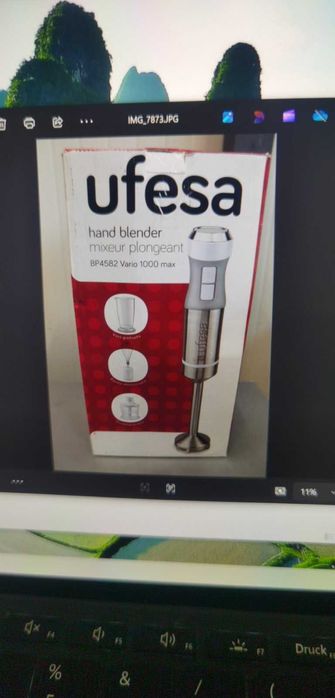 IMG_7873.JPG
ufesa
hand blender
mixeur plongeant
BP4582 Vario 1000 max
ufesa
11%
F4
F5
F6
F7
Druck
%
&
/
(